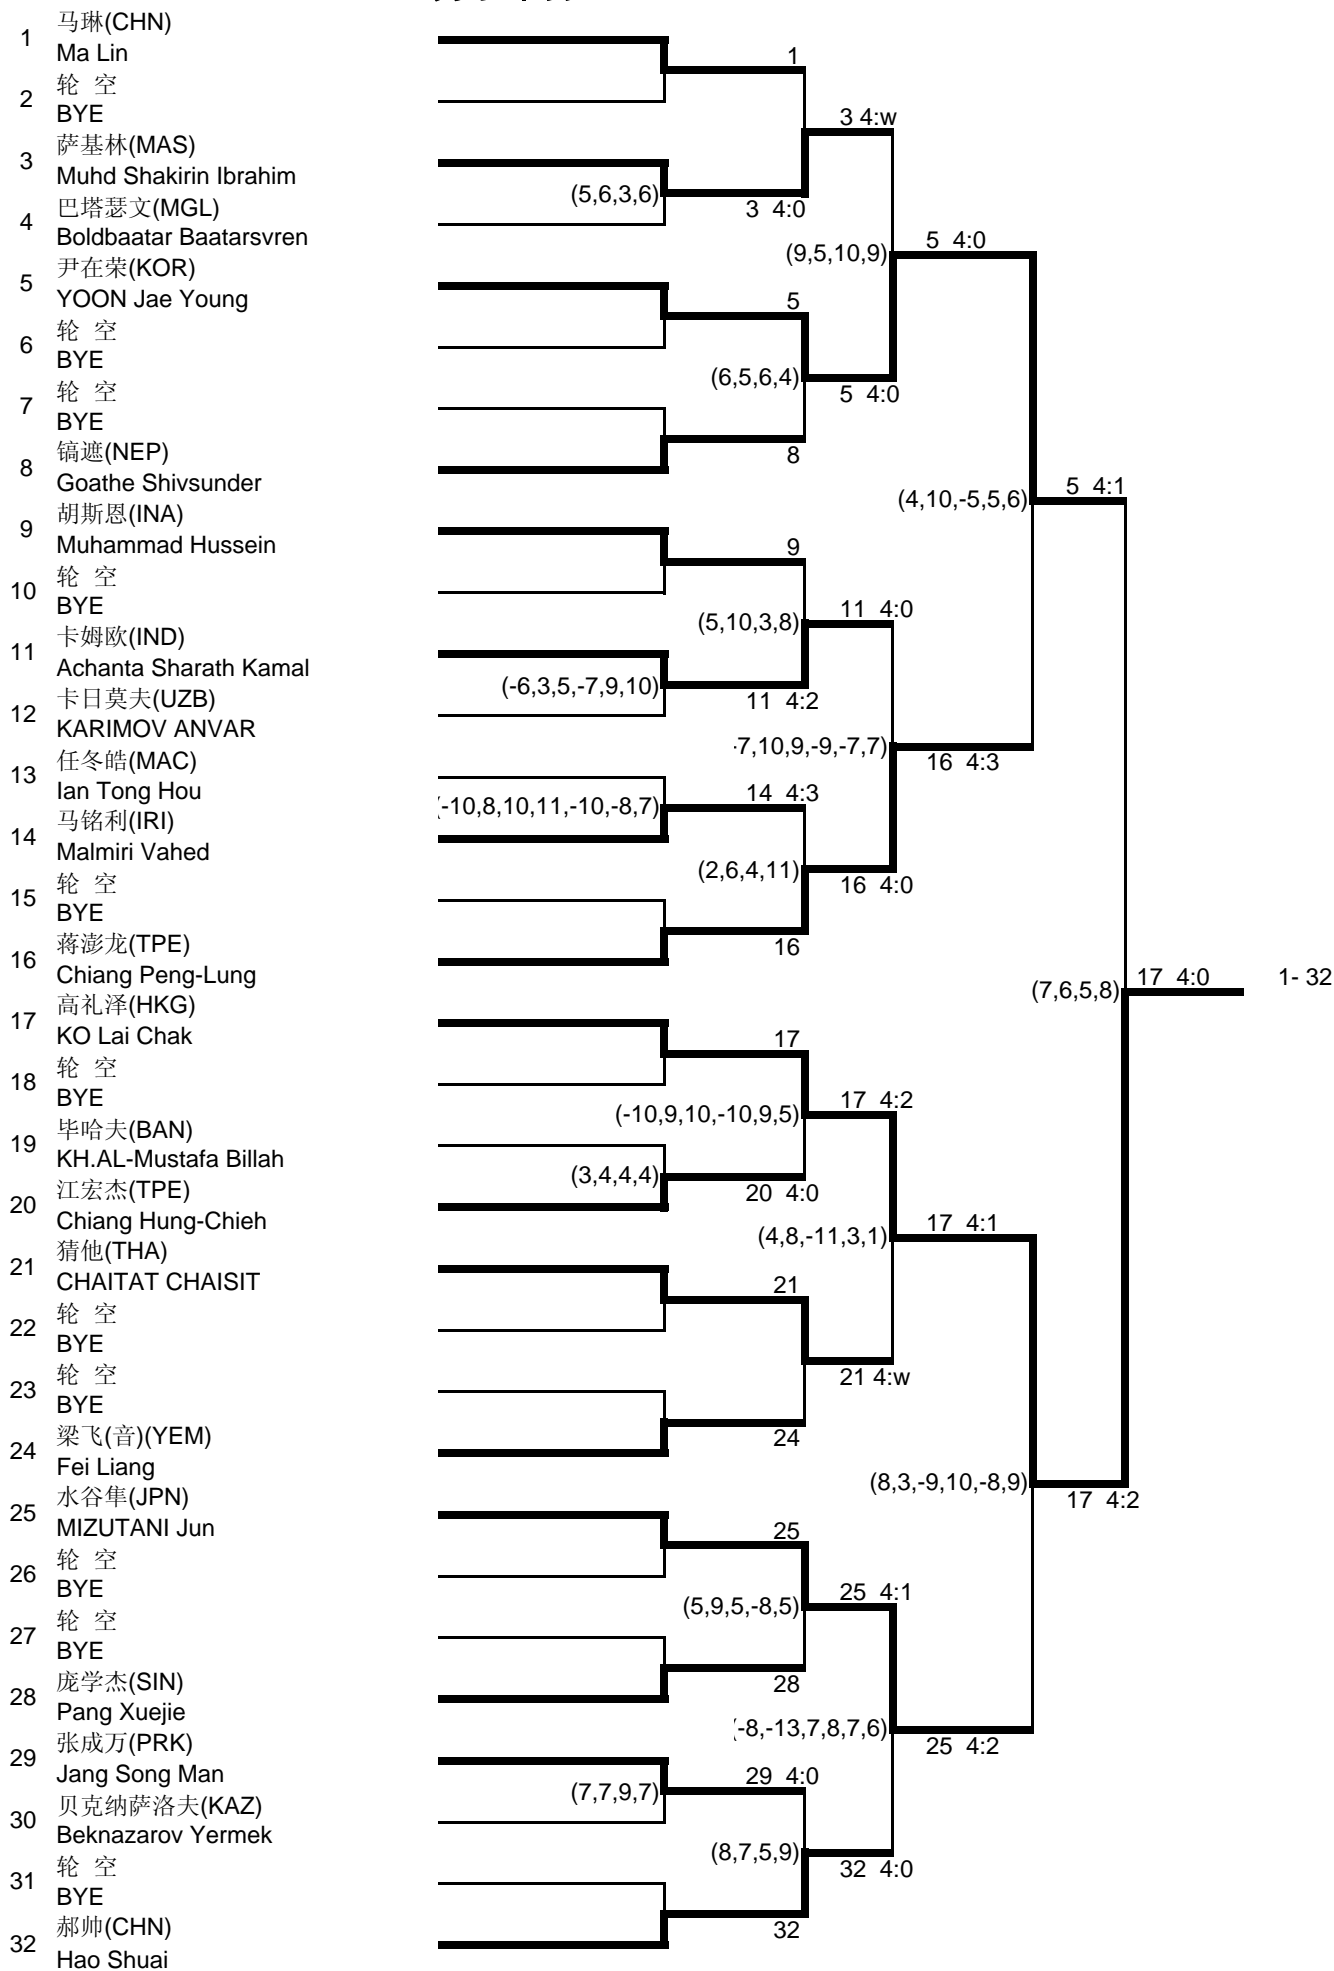 马琳(CHN)
1
Ma Lin
轮 空
2
BYE
萨基林(MAS)
3
Muhd Shakirin Ibrahim
巴塔瑟文(MGL)
4
Boldbaatar Baatarsvren
尹在荣(KOR)
5
YOON Jae Young
轮 空
6
BYE
轮 空
7
BYE
镐遮(NEP)
8
Goathe Shivsunder
胡斯恩(INA)
9
Muhammad Hussein
轮 空
10
BYE
卡姆欧(IND)
11
Achanta Sharath Kamal
卡日莫夫(UZB)
12
KARIMOV ANVAR
任冬皓(MAC)
13
Ian Tong Hou
马铭利(IRI)
14
Malmiri Vahed
轮 空
15
BYE
蒋澎龙(TPE)
16
Chiang Peng-Lung
高礼泽(HKG)
17
KO Lai Chak
轮 空
18
BYE
毕哈夫(BAN)
19
KH.AL-Mustafa Billah
江宏杰(TPE)
20
Chiang Hung-Chieh
猜他(THA)
21
CHAITAT CHAISIT
轮 空
22
BYE
轮 空
23
BYE
梁飞(音)(YEM)
24
Fei Liang
水谷隼(JPN)
25
MIZUTANI Jun
轮 空
26
BYE
轮 空
27
BYE
庞学杰(SIN)
28
Pang Xuejie
张成万(PRK)
29
Jang Song Man
贝克纳萨洛夫(KAZ)
30
Beknazarov Yermek
轮 空
31
BYE
郝帅(CHN)
32
Hao Shuai
1
(5,6,3,6)
3 4:0
5
8
9
(-6,3,5,-7,9,10)
11 4:2
(-10,8,10,11,-10,-8,7)
14 4:3
16
17
(3,4,4,4)
20 4:0
21
24
25
28
(7,7,9,7)
29 4:0
32
3 4:w
(6,5,6,4)
5 4:0
(5,10,3,8)
11 4:0
(2,6,4,11)
16 4:0
(-10,9,10,-10,9,5)
17 4:2
21 4:w
(5,9,5,-8,5)
25 4:1
(8,7,5,9)
32 4:0
(9,5,10,9)
5 4:0
-7,10,9,-9,-7,7)
16 4:3
(4,8,-11,3,1)
17 4:1
(-8,-13,7,8,7,6)
25 4:2
(4,10,-5,5,6)
5 4:1
(8,3,-9,10,-8,9)
17 4:2
(7,6,5,8)
17 4:0
1- 32